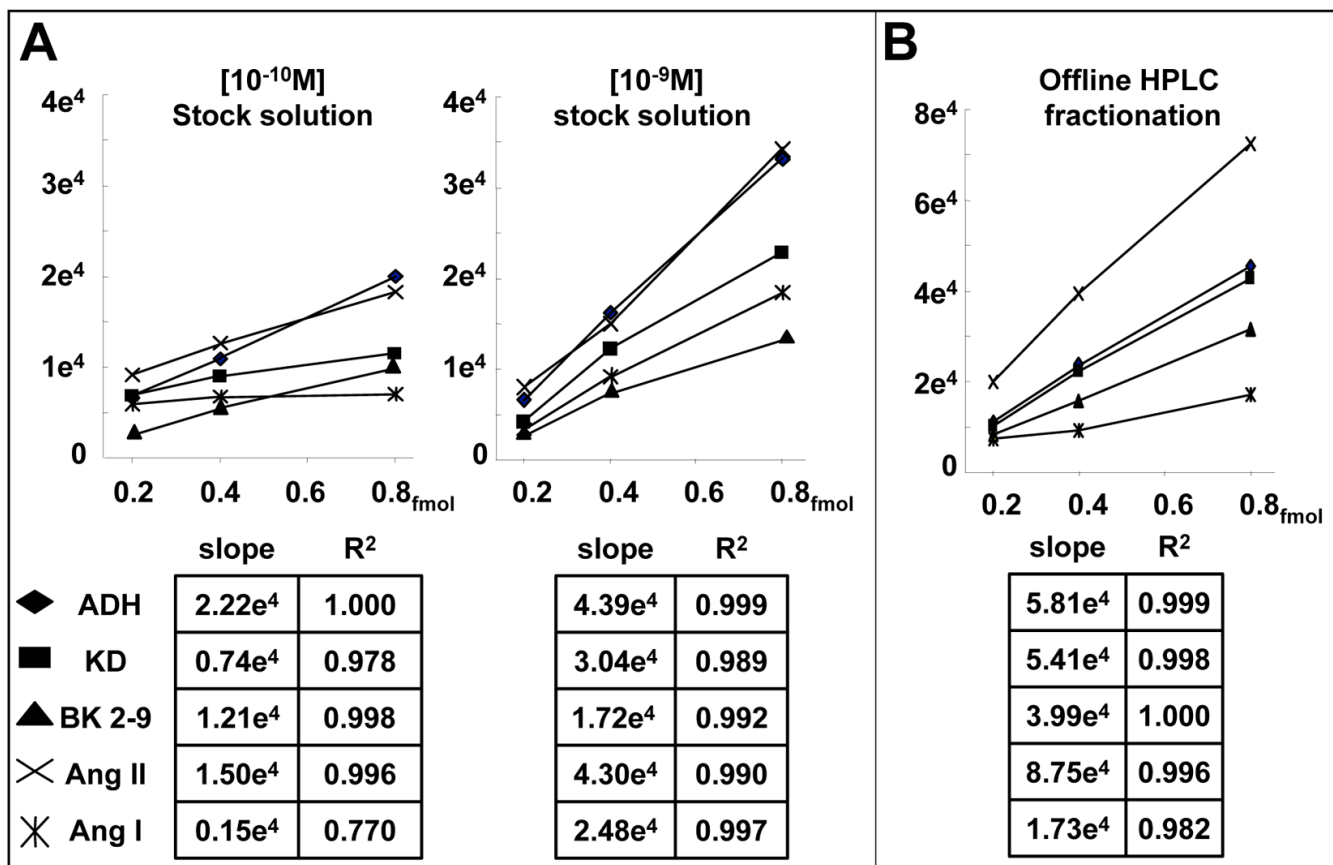 A
[10⁻¹⁰M]
Stock solution
4e⁴
3e⁴
2e⁴
1e⁴
0
0.2 0.4 0.6 0.8 fmol
[10⁻⁹M]
stock solution
4e⁴
3e⁴
2e⁴
1e⁴
0
0.2 0.4 0.6 0.8 fmol
slope R² slope R²
ADH 2.22e⁴ 1.000 4.39e⁴ 0.999
KD 0.74e⁴ 0.978 3.04e⁴ 0.989
BK 2-9 1.21e⁴ 0.998 1.72e⁴ 0.992
Ang II 1.50e⁴ 0.996 4.30e⁴ 0.990
Ang I 0.15e⁴ 0.770 2.48e⁴ 0.997
B
Offline HPLC
fractionation
8e⁴
6e⁴
4e⁴
2e⁴
0
0.2 0.4 0.6 0.8 fmol
slope R²
5.81e⁴ 0.999
5.41e⁴ 0.998
3.99e⁴ 1.000
8.75e⁴ 0.996
1.73e⁴ 0.982